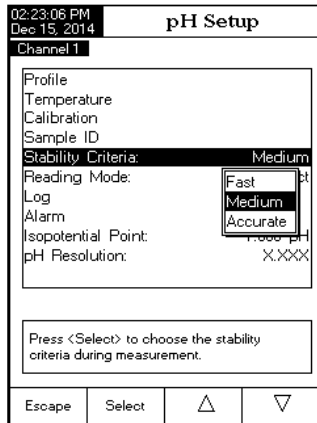 02:23:06 PM
Dec 15, 2014
pH Setup
Channel 1
Profile
Temperature
Calibration
Sample ID
Stability Criteria: Medium
Reading Mode:
Fast
Log
Medium
Alarm
Accurate
Isopotential Point: pH
pH Resolution: X.XXX
Press <Select> to choose the stability
criteria during measurement.
Escape Select △ ▽